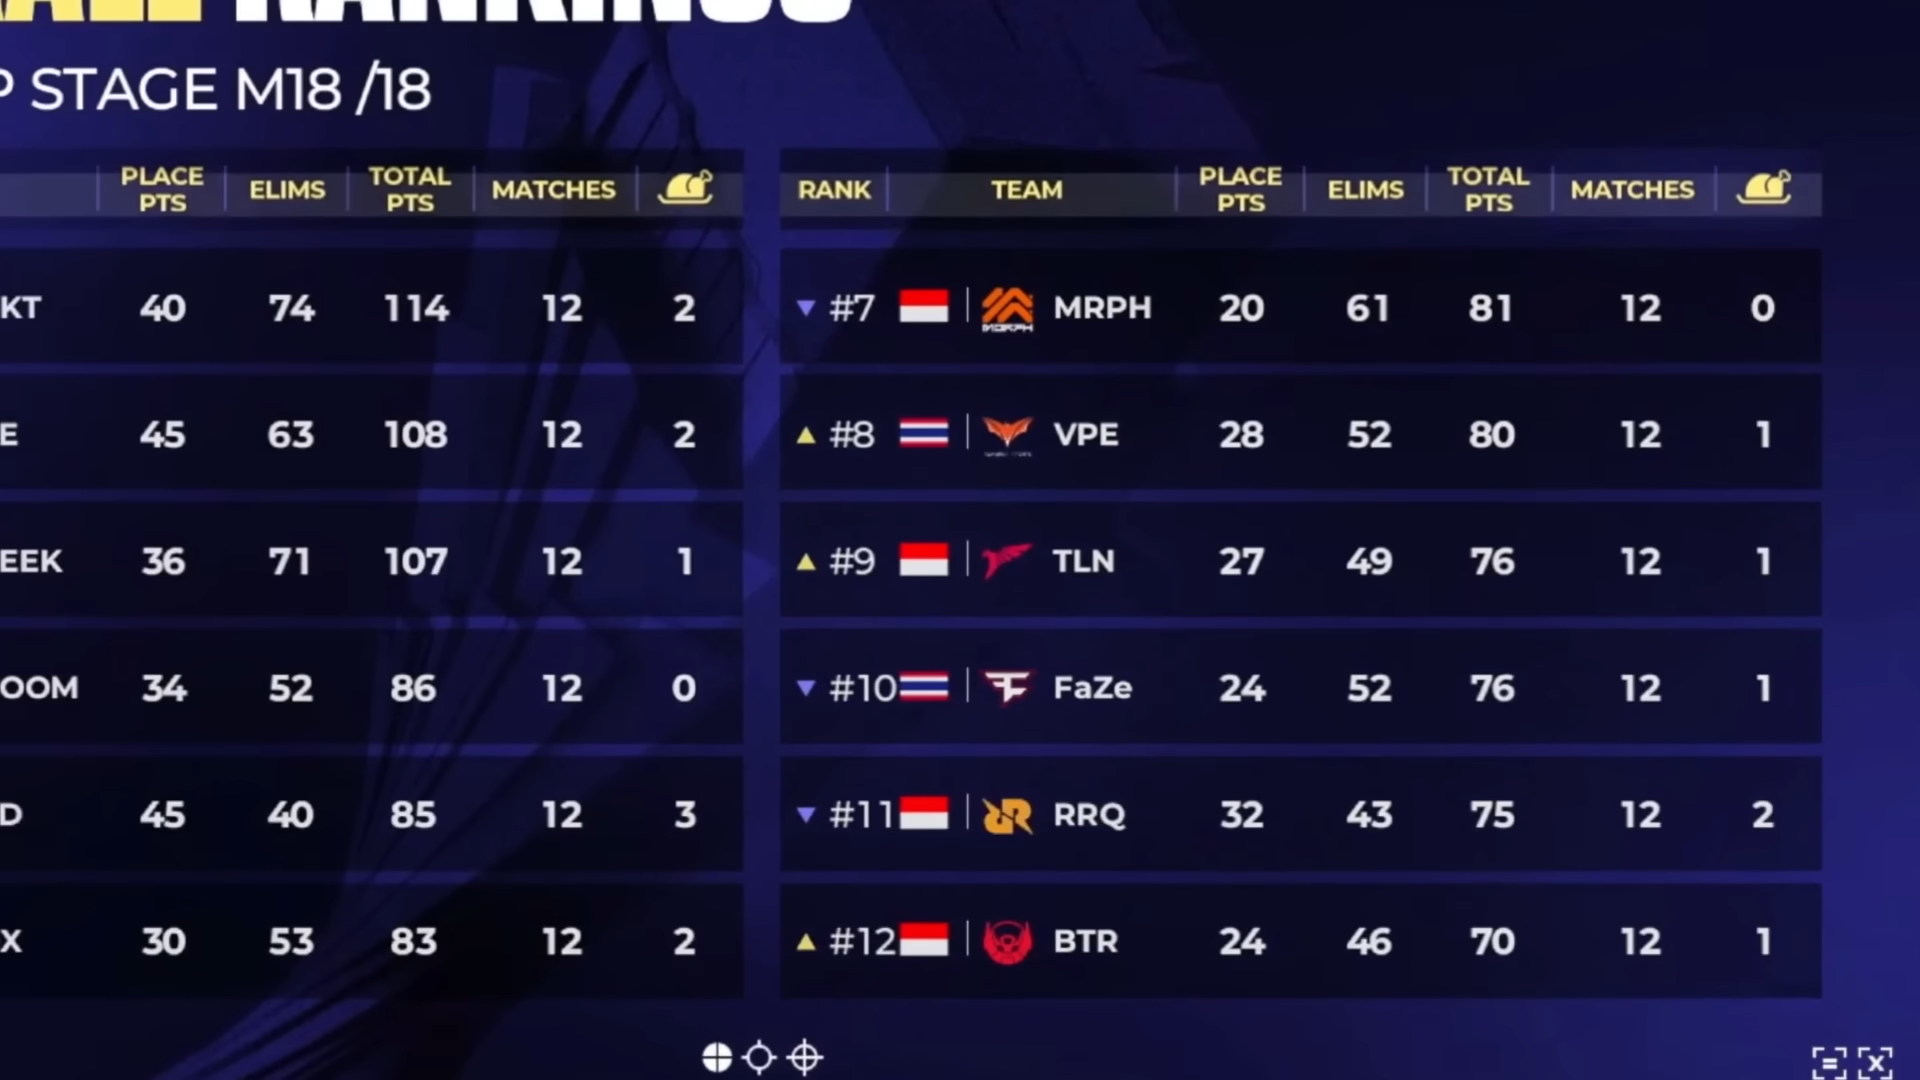 RANKINGS
STAGE M18 /18
PLACE PTS ELIMS TOTAL PTS MATCHES
KT 40 74 114 12 2
E 45 63 108 12 2
EEK 36 71 107 12 1
OOM 34 52 86 12 0
D 45 40 85 12 3
X 30 53 83 12 2
RANK TEAM PLACE PTS ELIMS TOTAL PTS MATCHES
#7 MORPH MRPH 20 61 81 12 0
#8 VPE 28 52 80 12 1
#9 TLN 27 49 76 12 1
#10 FaZe 24 52 76 12 1
#11 RRQ 32 43 75 12 2
#12 BTR 24 46 70 12 1